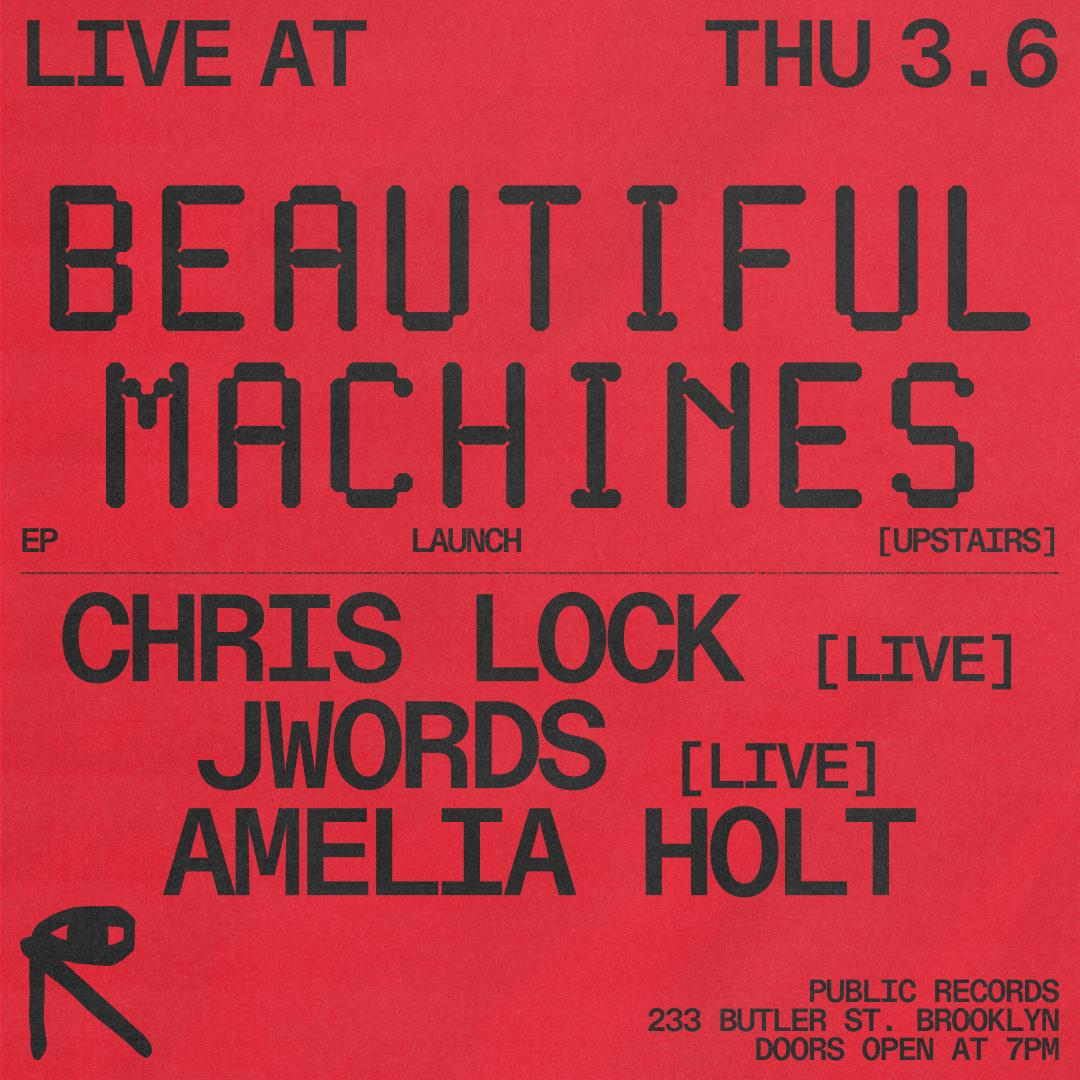 LIVE AT THU 3.6
BEAUTIFUL
MACHINES
EP LAUNCH [UPSTAIRS]
CHRIS LOCK [LIVE]
JWORDS [LIVE]
AMELIA HOLT
R
PUBLIC RECORDS
233 BUTLER ST. BROOKLYN
DOORS OPEN AT 7PM